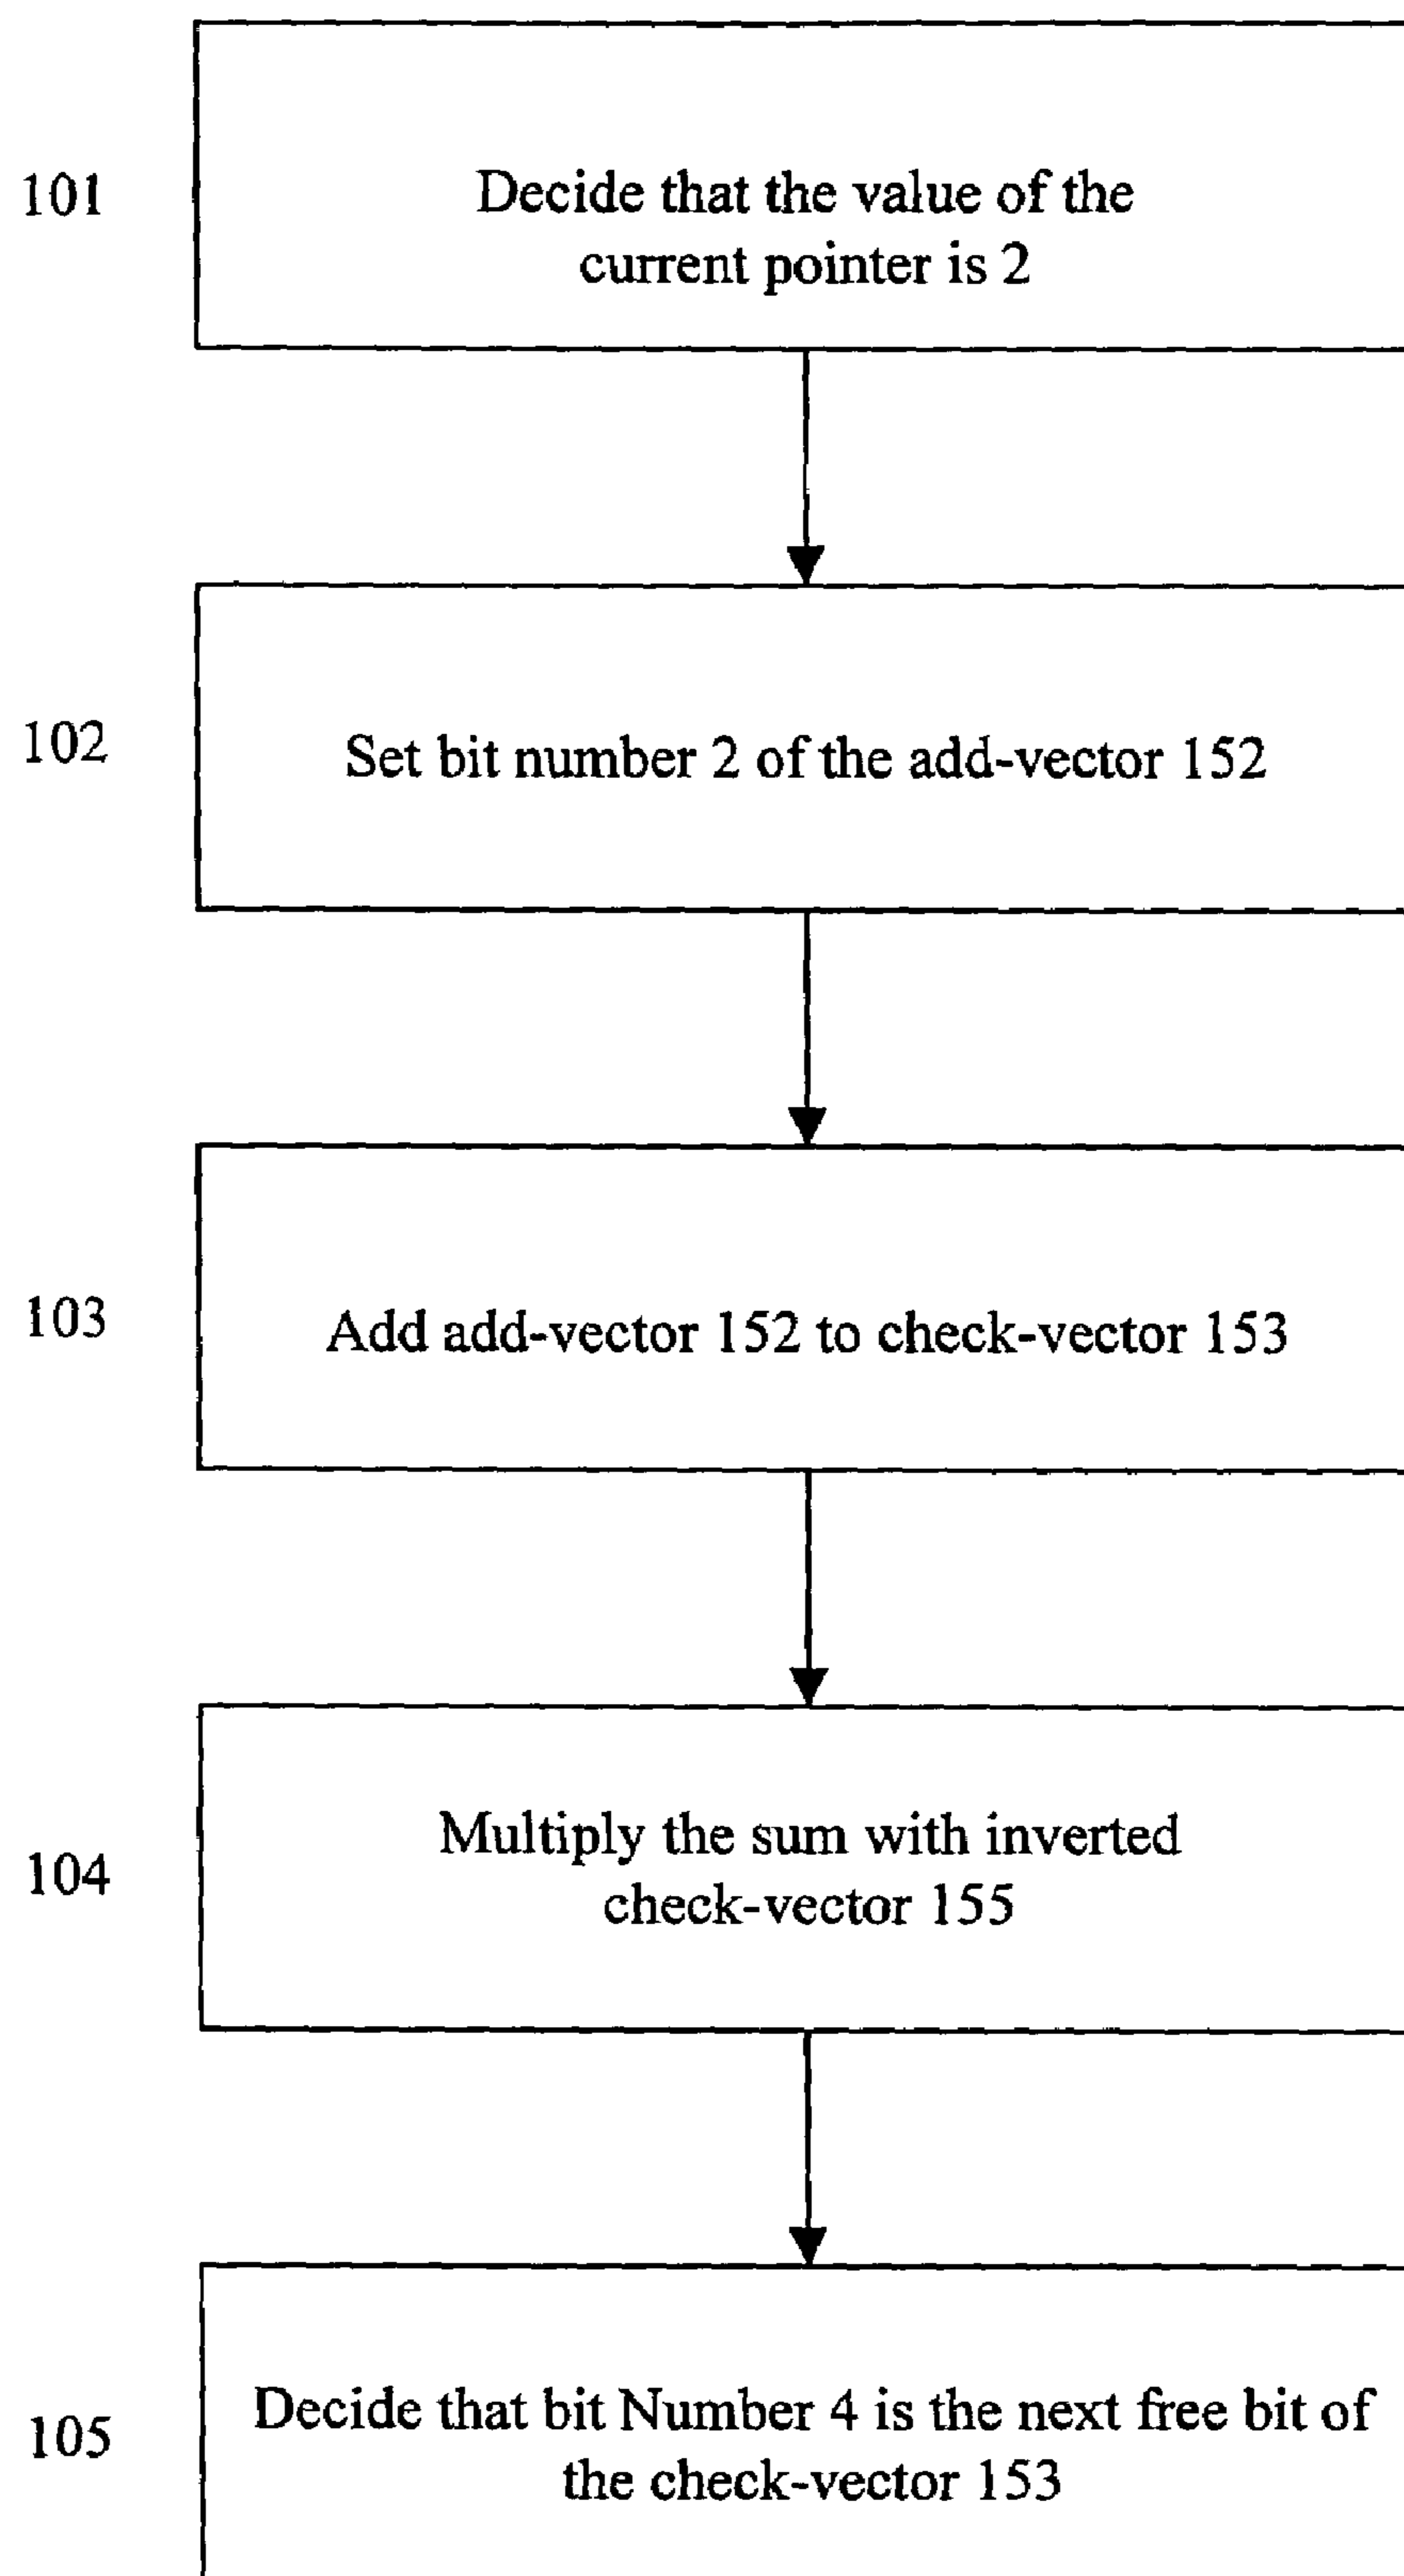 101
Decide that the value of the
current pointer is 2
102
Set bit number 2 of the add-vector 152
103
Add add-vector 152 to check-vector 153
104
Multiply the sum with inverted
check-vector 155
105
Decide that bit Number 4 is the next free bit of
the check-vector 153